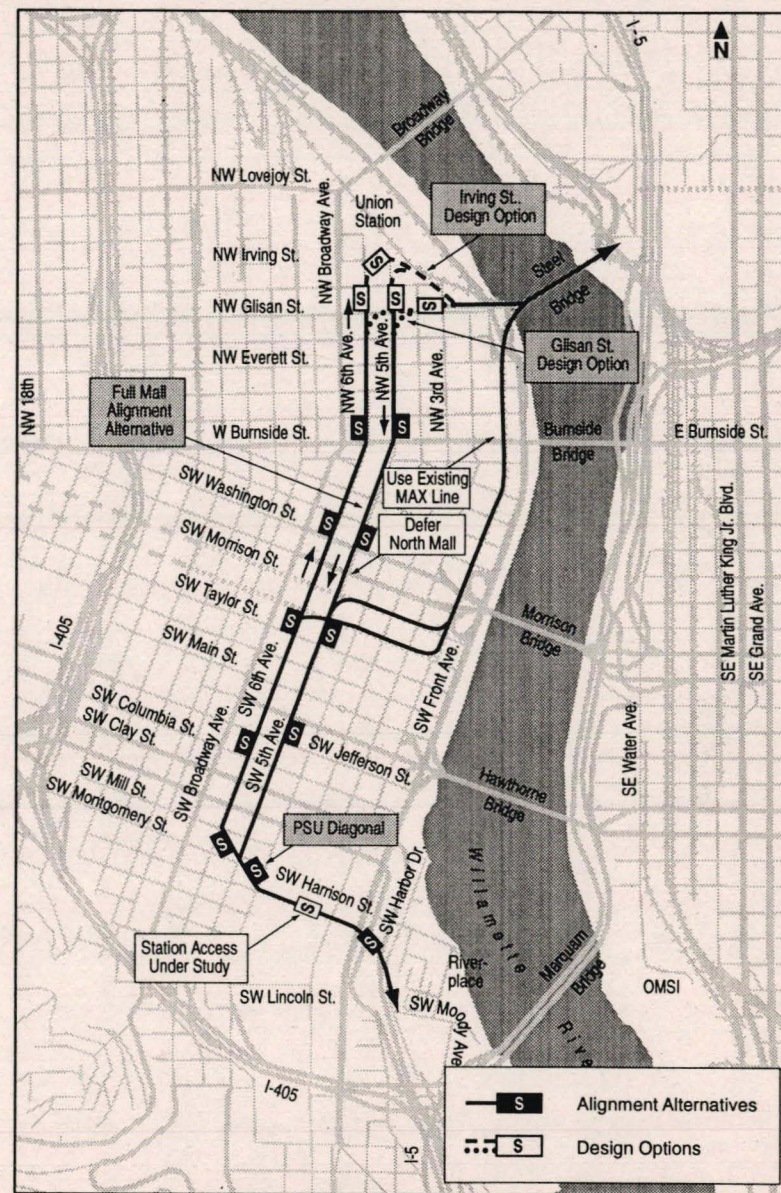 I-5
N
Broadway
Bridge
NW Lovejoy St.
NW Broadway Ave.
Union
Station
Irving St..
Design Option
NW Irving St.
S
Steel
Bridge
NW Glisan St.
S
S
S
NW 6th Ave.
NW 5th Ave.
NW 3rd Ave.
Glisan St.
Design Option
NW Everett St.
Full Mall
Alignment
Alternative
NW 18th
W Burnside St.
S
S
Burnside
Bridge
E Burnside St.
Use Existing
MAX Line
SW Washington St.
S
S
Defer
North Mall
SW Morrison St.
SW Taylor St.
S
S
Morrison
Bridge
SE Martin Luther King Jr. Blvd.
SE Grand Ave.
SW Main St.
I-405
SW 6th Ave.
SW Front Ave.
SW Columbia St.
SW Clay St.
SW Broadway Ave.
S
S
SW 5th Ave.
SW Jefferson St.
Hawthorne
Bridge
SE Water Ave.
SW Mill St.
SW Montgomery St.
S
S
PSU Diagonal
SW Harrison St.
SW Harbor Dr.
Willamette
River
S
S
Station Access
Under Study
River-
place
Marquam
Bridge
OMSI
SW Lincoln St.
SW Moody Ave.
I-405
I-5
S
Alignment Alternatives
S
Design Options